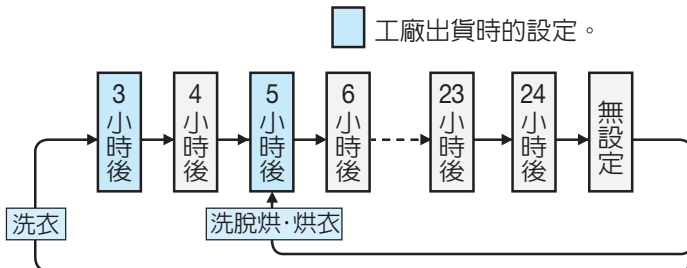 工廠出貨時的設定。
3小時後
4小時後
5小時後
6小時後
23小時後
24小時後
無設定
洗衣
洗脫烘·烘衣